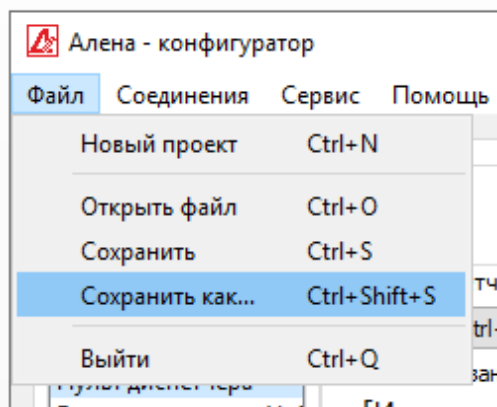 Алена - конфигуратор
Файл Соединения Сервис Помощь
Новый проект Ctrl+N
Открыть файл Ctrl+O
Сохранить Ctrl+S
Сохранить как... Ctrl+Shift+S
Выйти Ctrl+Q